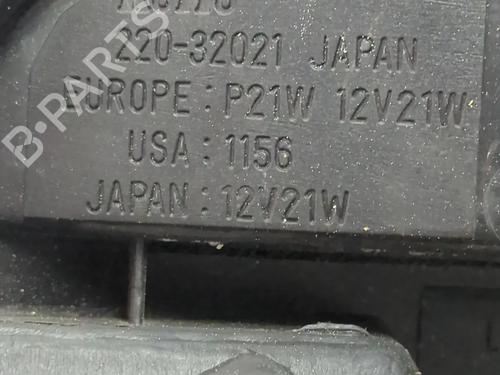 220-32021 JAPAN
EUROPE: P21W 12V21W
USA: 1156
JAPAN: 12V21W
B-PARTS